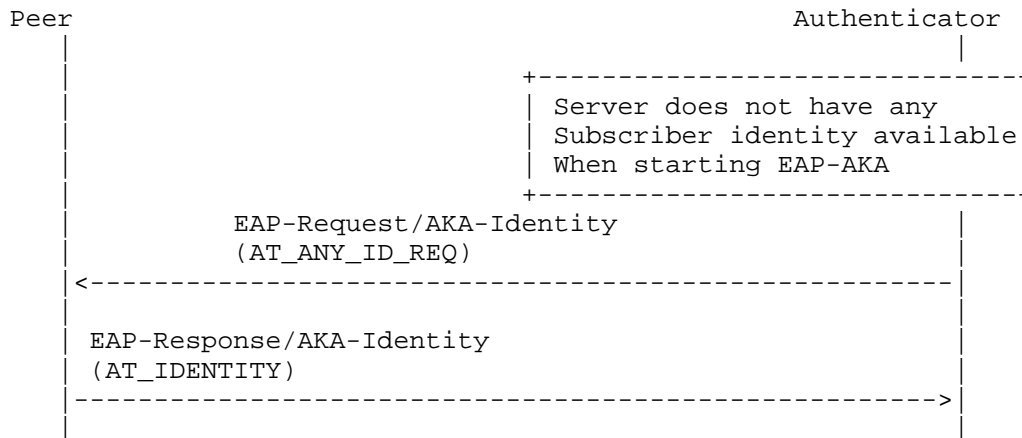 Peer Authenticator
Server does not have any
Subscriber identity available
When starting EAP-AKA
EAP-Request/AKA-Identity
(AT_ANY_ID_REQ)
EAP-Response/AKA-Identity
(AT_IDENTITY)